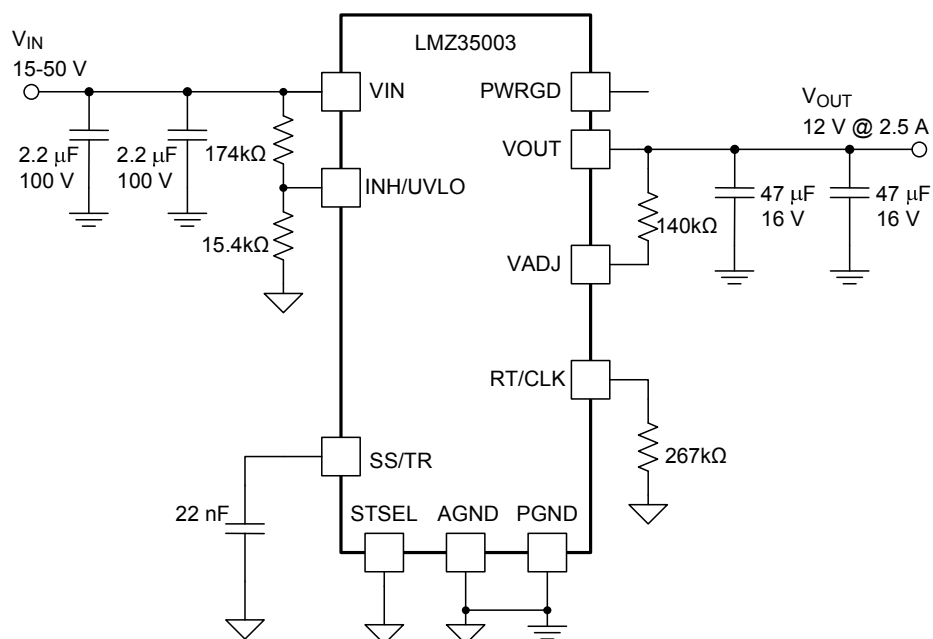 LMZ35003
VIN
15-50 V
VIN
PWRGD
VOUT
12 V @ 2.5 A
VOUT
2.2 µF
100 V
2.2 µF
100 V
174kΩ
INH/UVLO
47 µF
16 V
47 µF
16 V
140kΩ
15.4kΩ
VADJ
RT/CLK
SS/TR
267kΩ
22 nF
STSEL
AGND
PGND